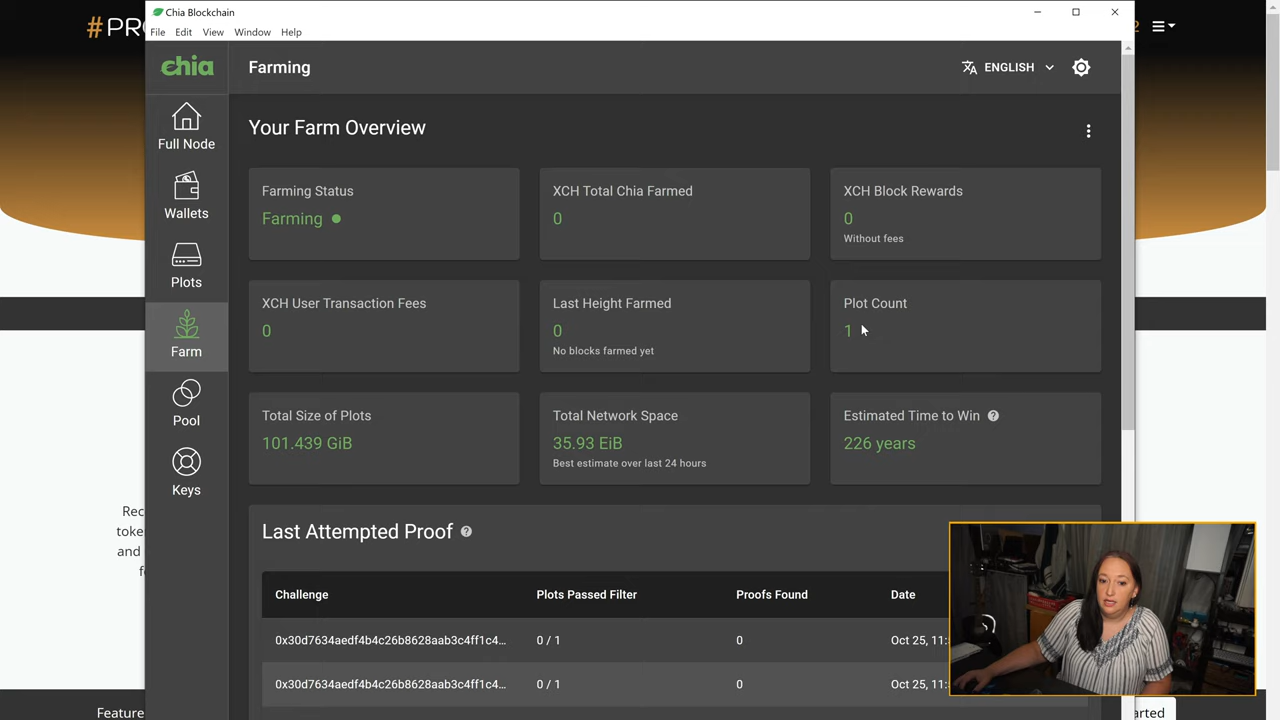 #PR
2
Chia Blockchain
File Edit View Window Help
chia
Farming
ENGLISH
Full Node
Wallets
Plots
Farm
Pool
Keys
Your Farm Overview
Farming Status
Farming
XCH Total Chia Farmed
0
XCH Block Rewards
0
Without fees
XCH User Transaction Fees
0
Last Height Farmed
0
No blocks farmed yet
Plot Count
1
Total Size of Plots
101.439 GiB
Total Network Space
35.93 EiB
Best estimate over last 24 hours
Estimated Time to Win
226 years
Last Attempted Proof
Challenge Plots Passed Filter Proofs Found Date
0x30d7634aedf4b4c26b8628aab3c4ff1c4... 0 / 1 0 Oct 25, 11:
0x30d7634aedf4b4c26b8628aab3c4ff1c4... 0 / 1 0 Oct 25, 11:
Rec
toke
and
Feature
arted